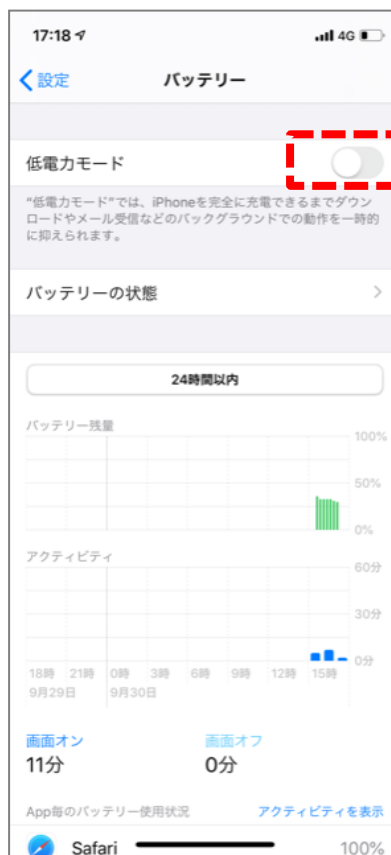 17:18 4G
設定 バッテリー
低電力モード
“低電力モード”では、iPhoneを完全に充電できるまでダウン
ロードやメール受信などのバックグラウンドでの動作を一時的
に抑えられます。
バッテリーの状態
24時間以内
バッテリー残量
100%
50%
0%
アクティビティ
60分
30分
0分
18時 21時 0時 3時 6時 9時 12時 15時
9月29日 9月30日
画面オン 画面オフ
11分 0分
App毎のバッテリー使用状況 アクティビティを表示
Safari 100%